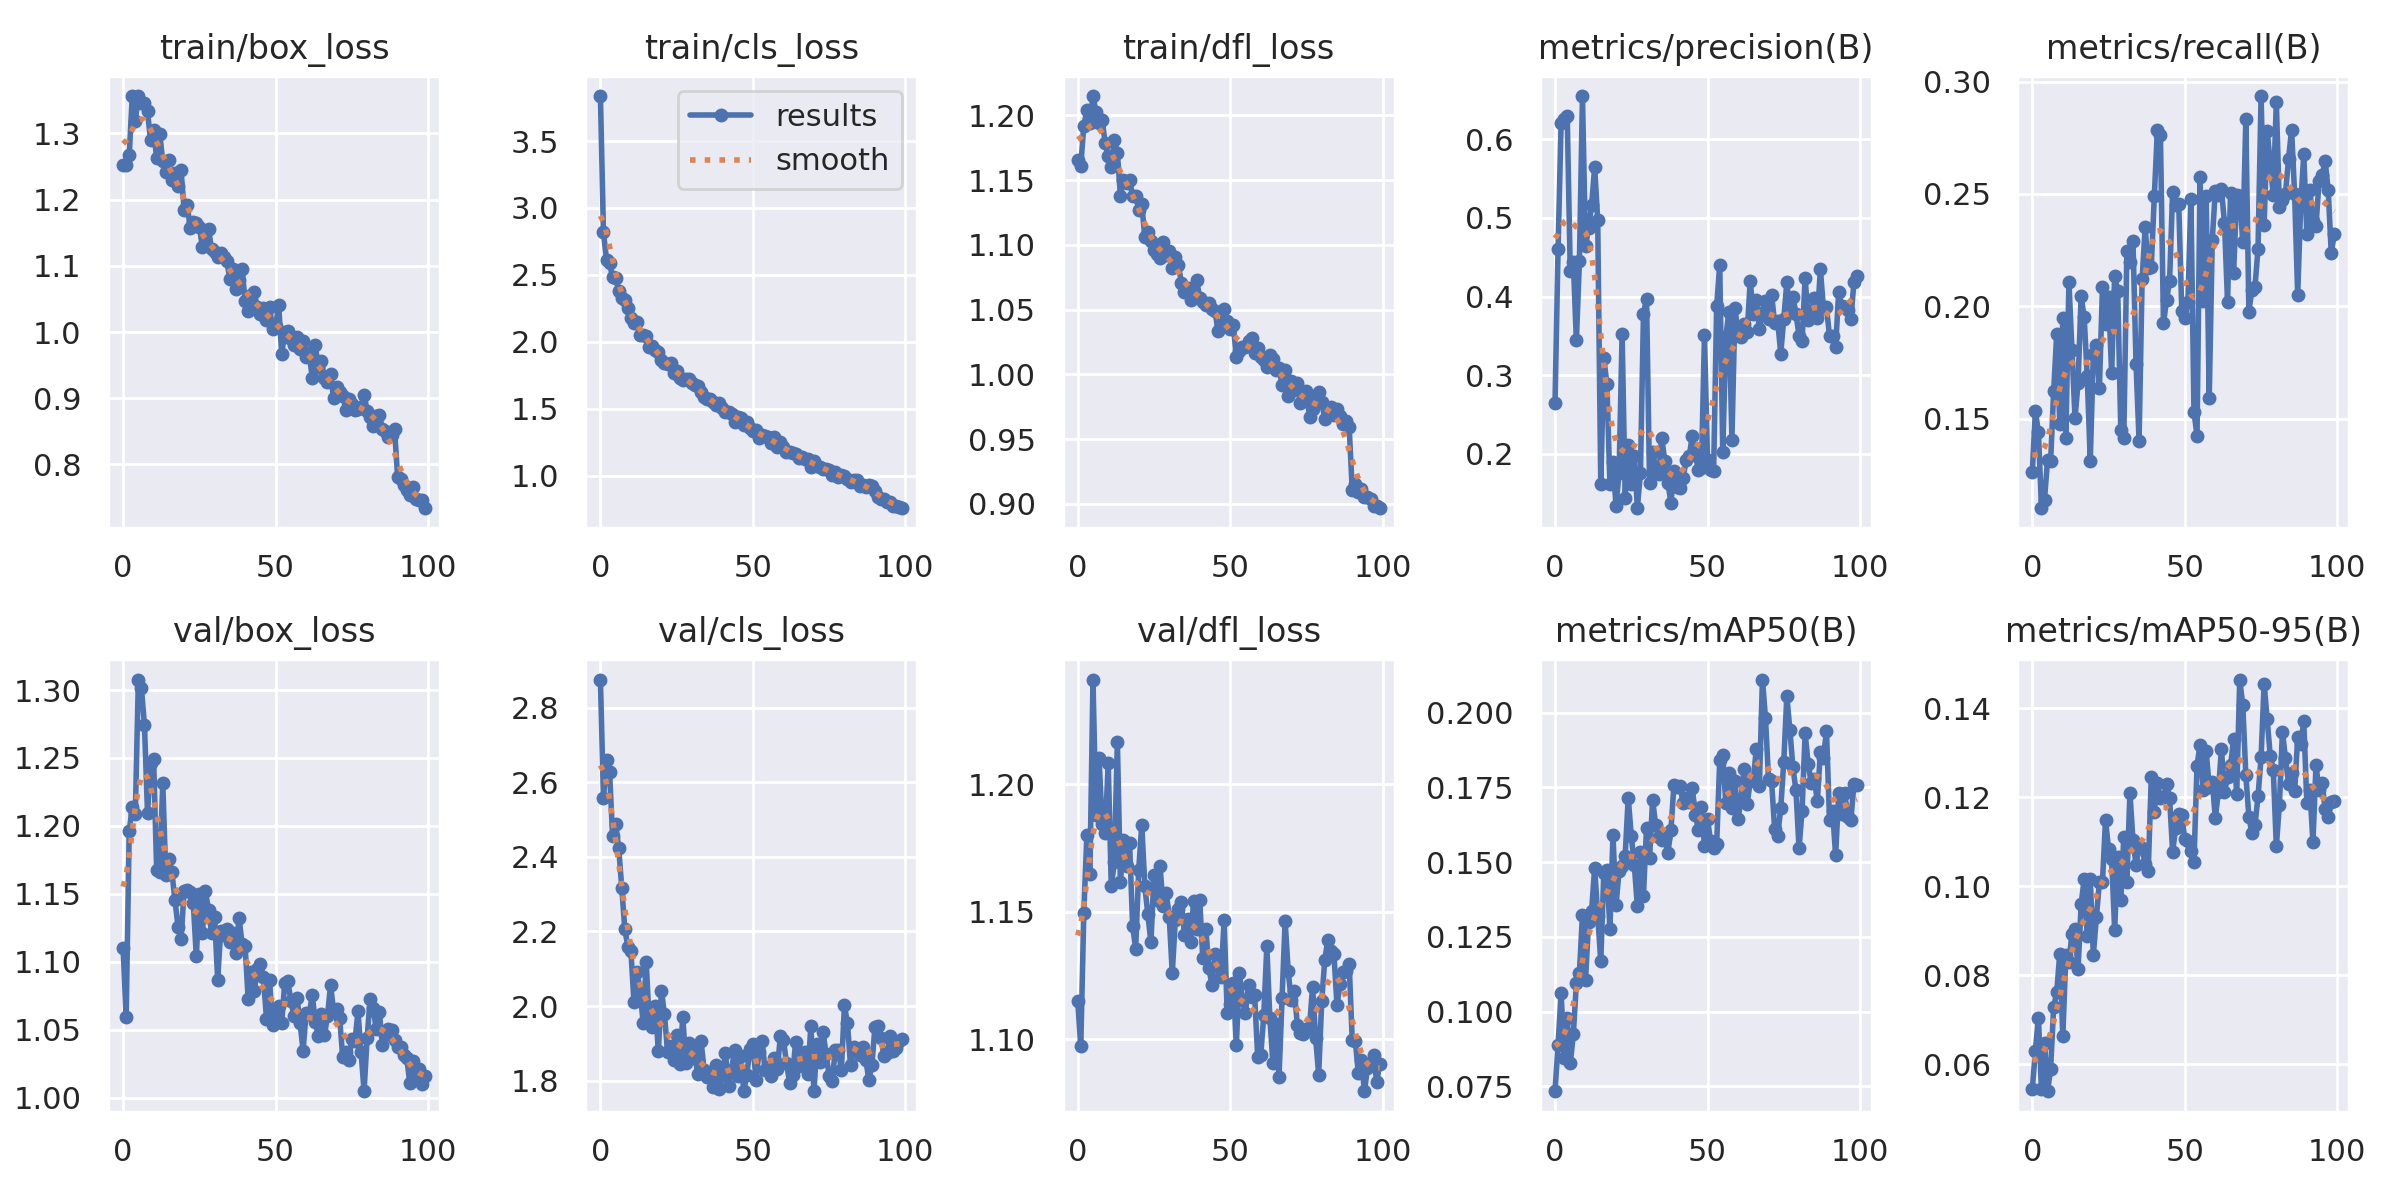 train/box_loss
1.3
1.2
1.1
1.0
0.9
0.8
0 50 100
train/cls_loss
results
smooth
3.5
3.0
2.5
2.0
1.5
1.0
0 50 100
train/dfl_loss
1.20
1.15
1.10
1.05
1.00
0.95
0.90
0 50 100
metrics/precision(B)
0.6
0.5
0.4
0.3
0.2
0 50 100
metrics/recall(B)
0.30
0.25
0.20
0.15
0 50 100
val/box_loss
1.30
1.25
1.20
1.15
1.10
1.05
1.00
0 50 100
val/cls_loss
2.8
2.6
2.4
2.2
2.0
1.8
0 50 100
val/dfl_loss
1.20
1.15
1.10
0 50 100
metrics/mAP50(B)
0.200
0.175
0.150
0.125
0.100
0.075
0 50 100
metrics/mAP50-95(B)
0.14
0.12
0.10
0.08
0.06
0 50 100